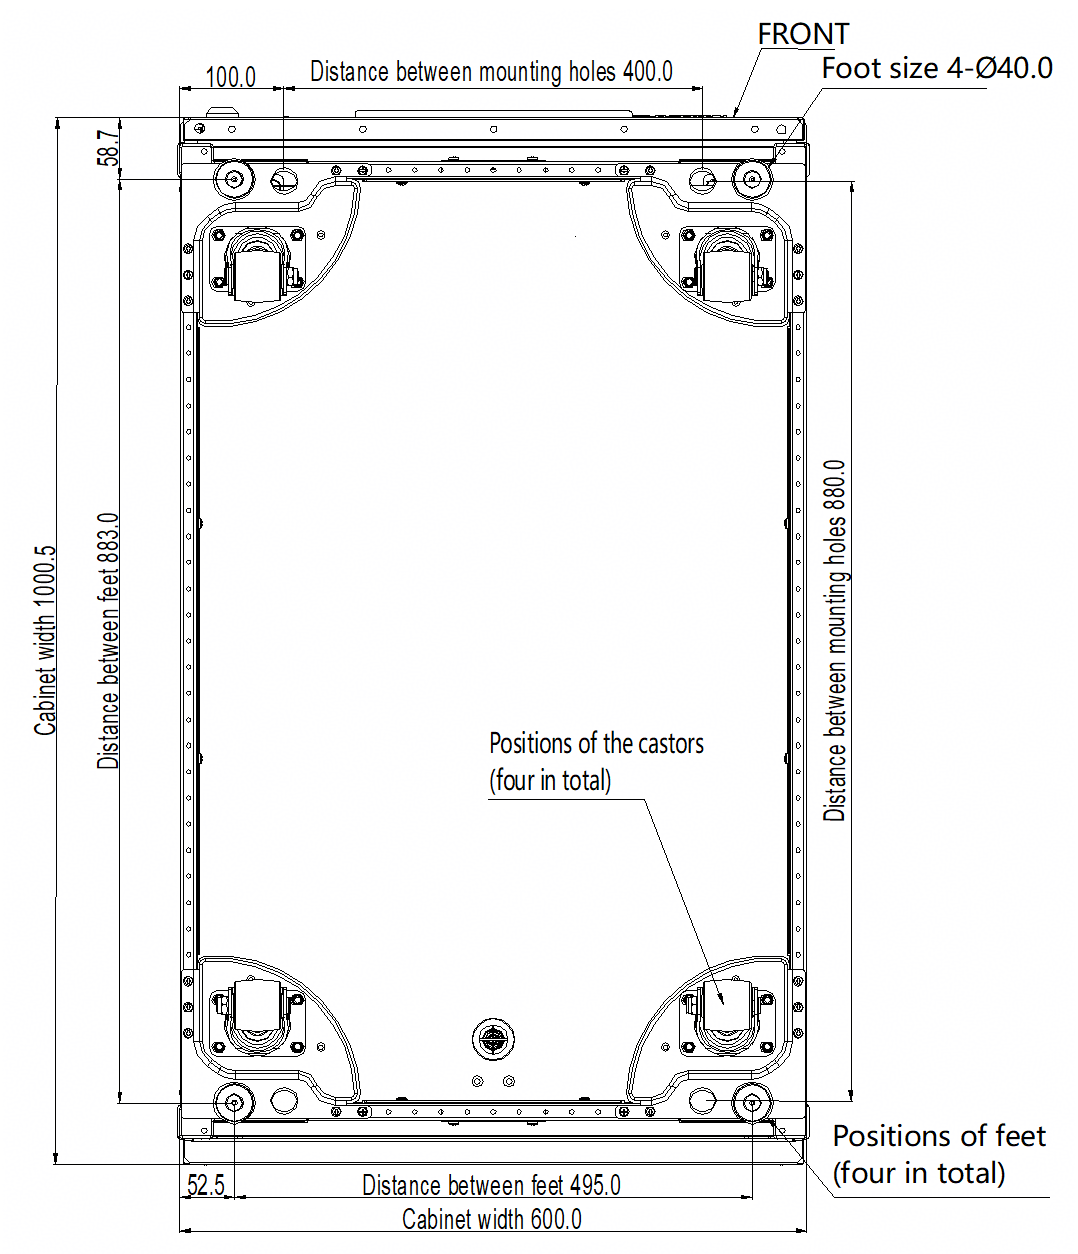 FRONT
Foot size 4-Ø40.0
100.0
Distance between mounting holes 400.0
58.7
Cabinet width 1000.5
Distance between feet 883.0
Distance between mounting holes 880.0
Positions of the castors
(four in total)
Positions of feet
(four in total)
52.5
Distance between feet 495.0
Cabinet width 600.0